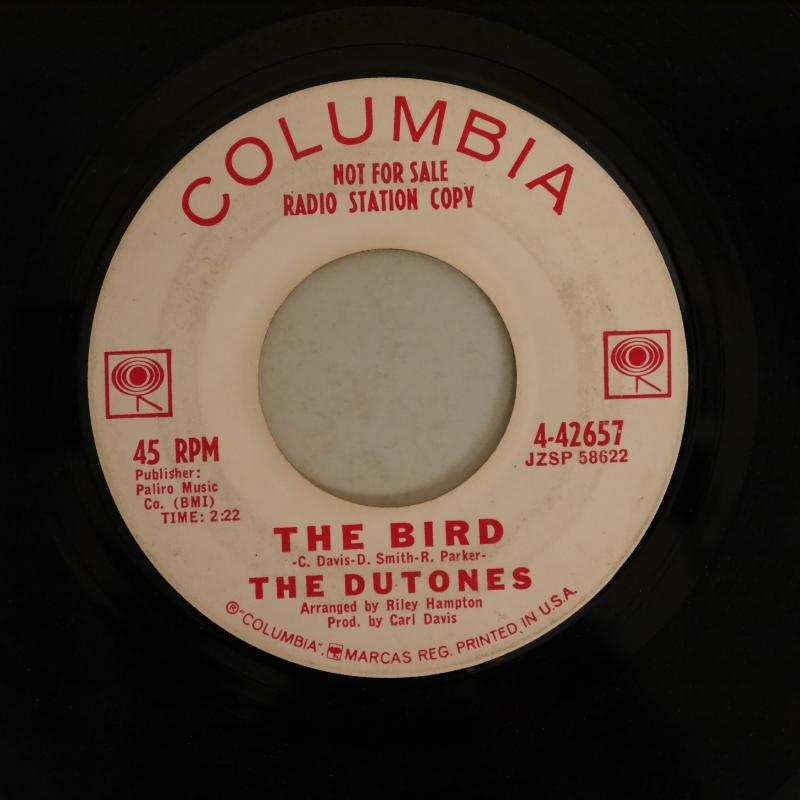 COLUMBIA
NOT FOR SALE
RADIO STATION COPY
45 RPM
Publisher:
Paliro Music
Co. (BMI)
TIME: 2:22
4-42657
JZSP 58622
THE BIRD
-C. Davis-D. Smith-R. Parker-
THE DUTONES
Arranged by Riley Hampton
Prod. by Carl Davis
®"COLUMBIA", MARCAS REG. PRINTED IN U.S.A.